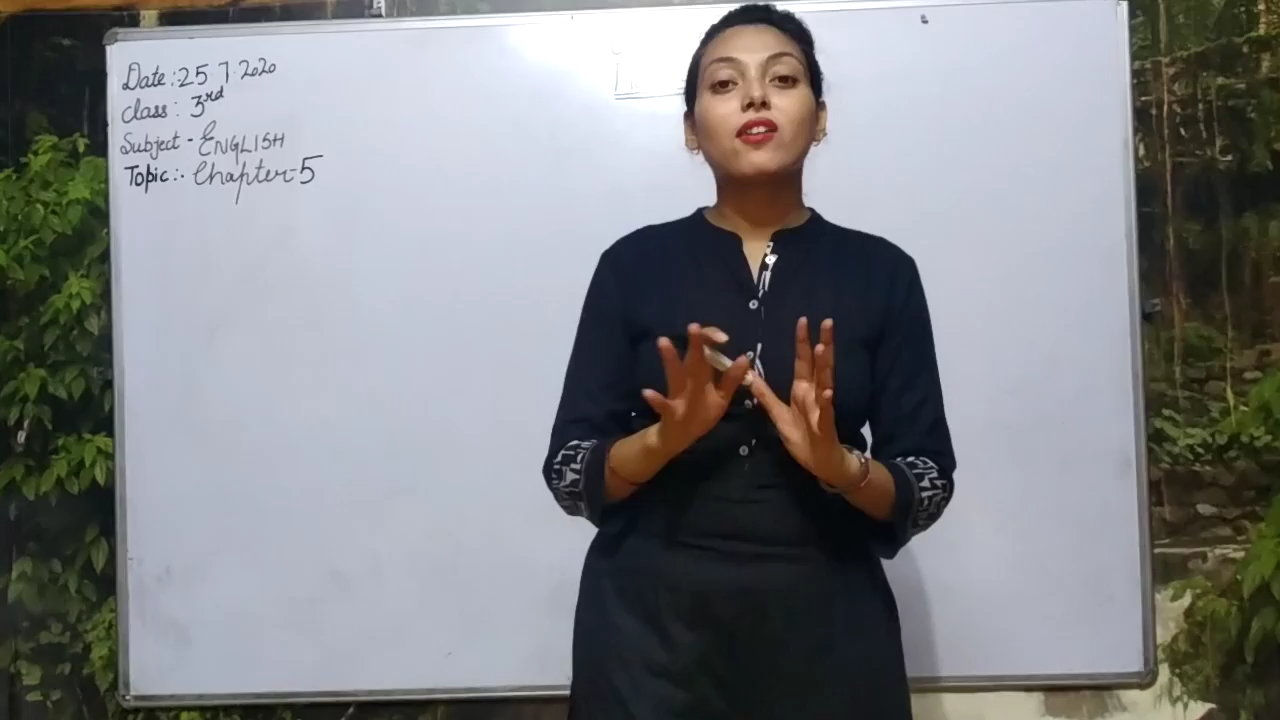 Date : 25 7 . 2020
Class : 3rd
Subject - ENGLISH
Topic :- Chapter-5